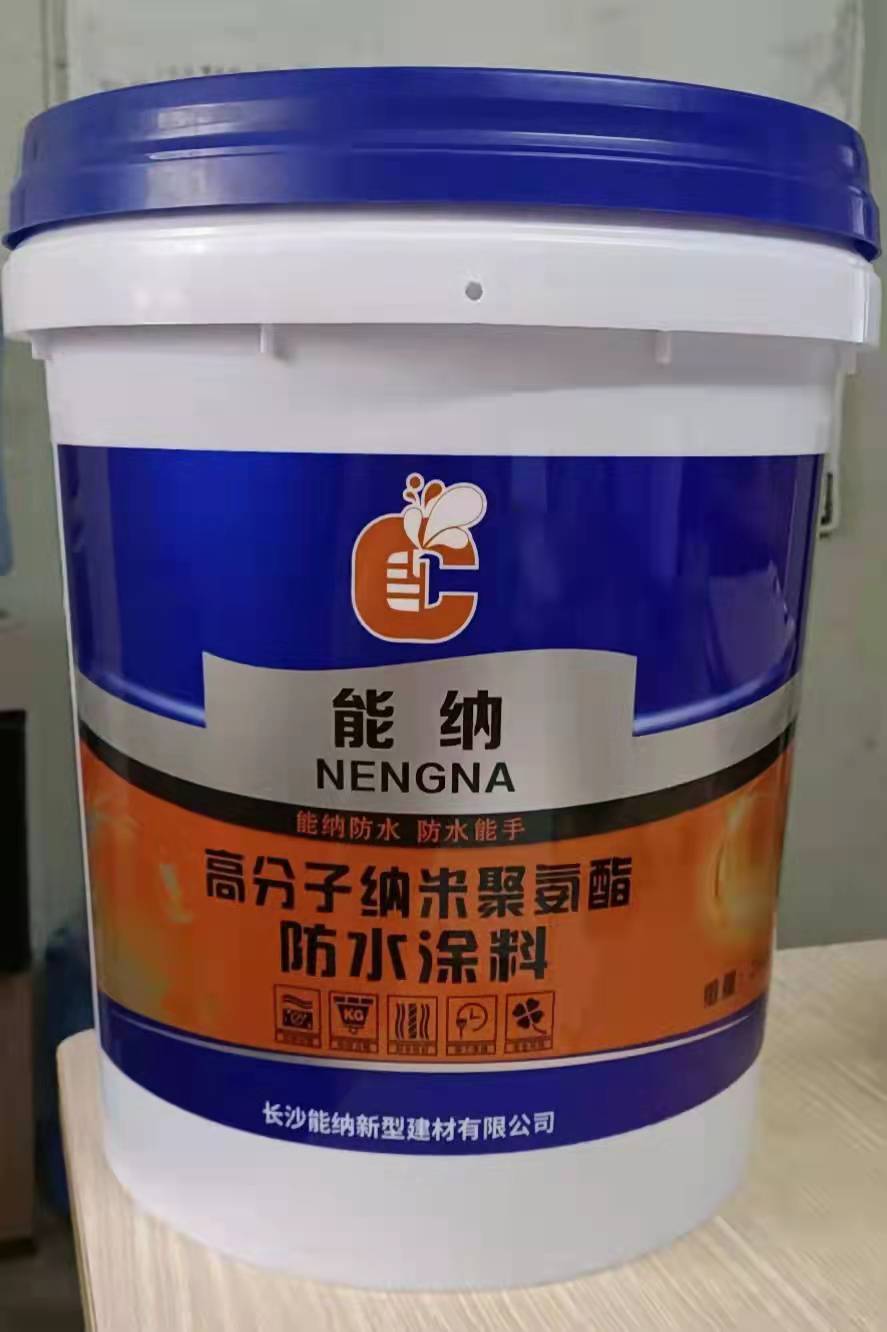 能纳
NENGNA
能纳防水 防水能手
高分子纳米聚氨酯
防水涂料
KG
长沙能纳新型建材有限公司